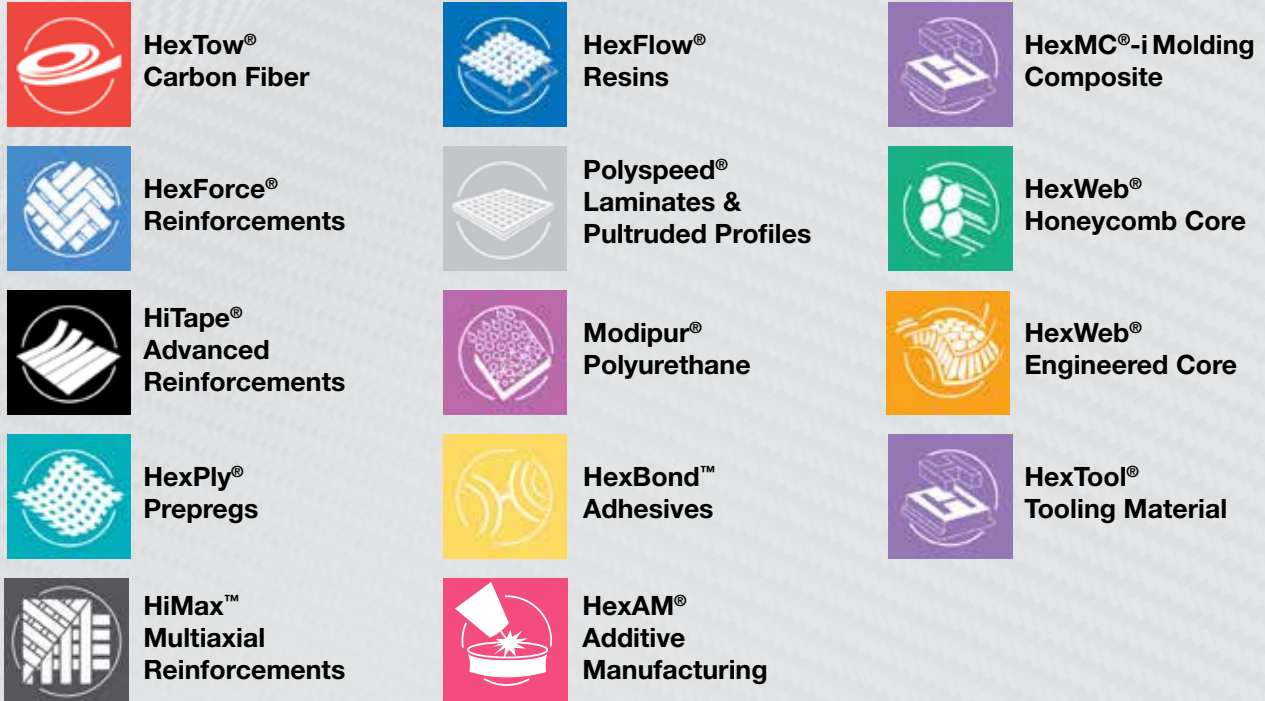 HexTow®
Carbon Fiber
HexForce®
Reinforcements
HiTape®
Advanced
Reinforcements
HexPly®
Prepregs
HiMax™
Multiaxial
Reinforcements
HexFlow®
Resins
Polyspeed®
Laminates &
Pultruded Profiles
Modipur®
Polyurethane
HexBond™
Adhesives
HexAM®
Additive
Manufacturing
HexMC®-i Molding
Composite
HexWeb®
Honeycomb Core
HexWeb®
Engineered Core
HexTool®
Tooling Material